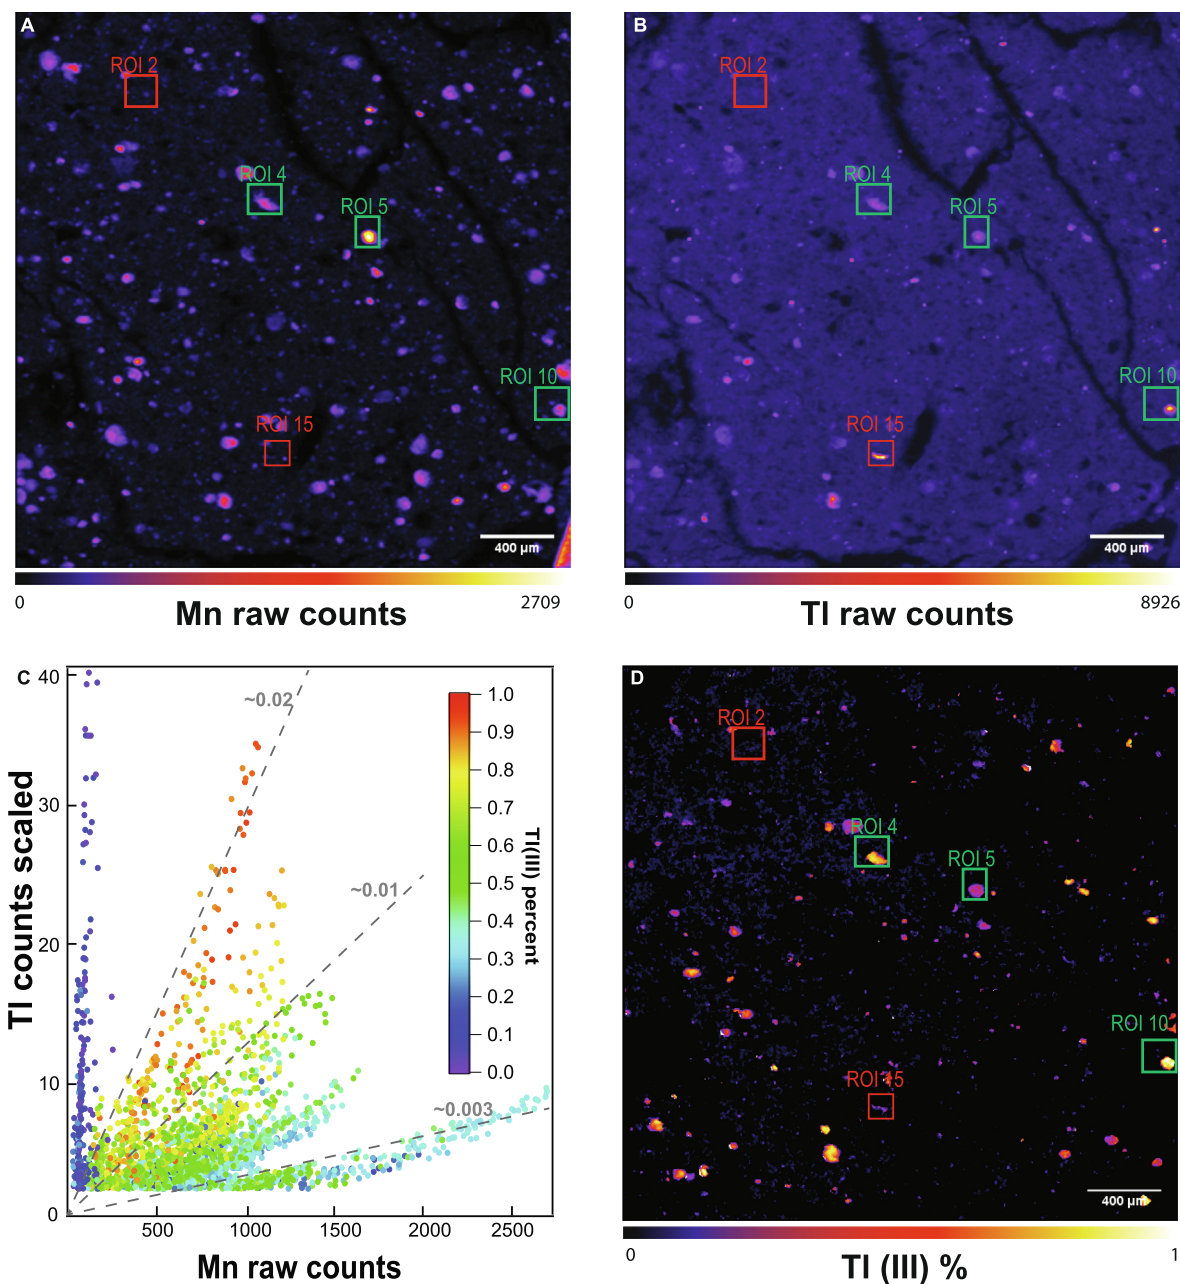 A
ROI 2
ROI 4
ROI 5
ROI 10
ROI 15
400 µm
0
2709
Mn raw counts
B
ROI 2
ROI 4
ROI 5
ROI 10
ROI 15
400 µm
0
8926
Tl raw counts
C
40
30
20
10
0
Tl counts scaled
~0.02
~0.01
~0.003
1.0
0.9
0.8
0.7
0.6
0.5
0.4
0.3
0.2
0.1
0.0
Tl(III) percent
500
1000
1500
2000
2500
Mn raw counts
D
ROI 2
ROI 4
ROI 5
ROI 10
ROI 15
400 µm
0
1
Tl (III) %